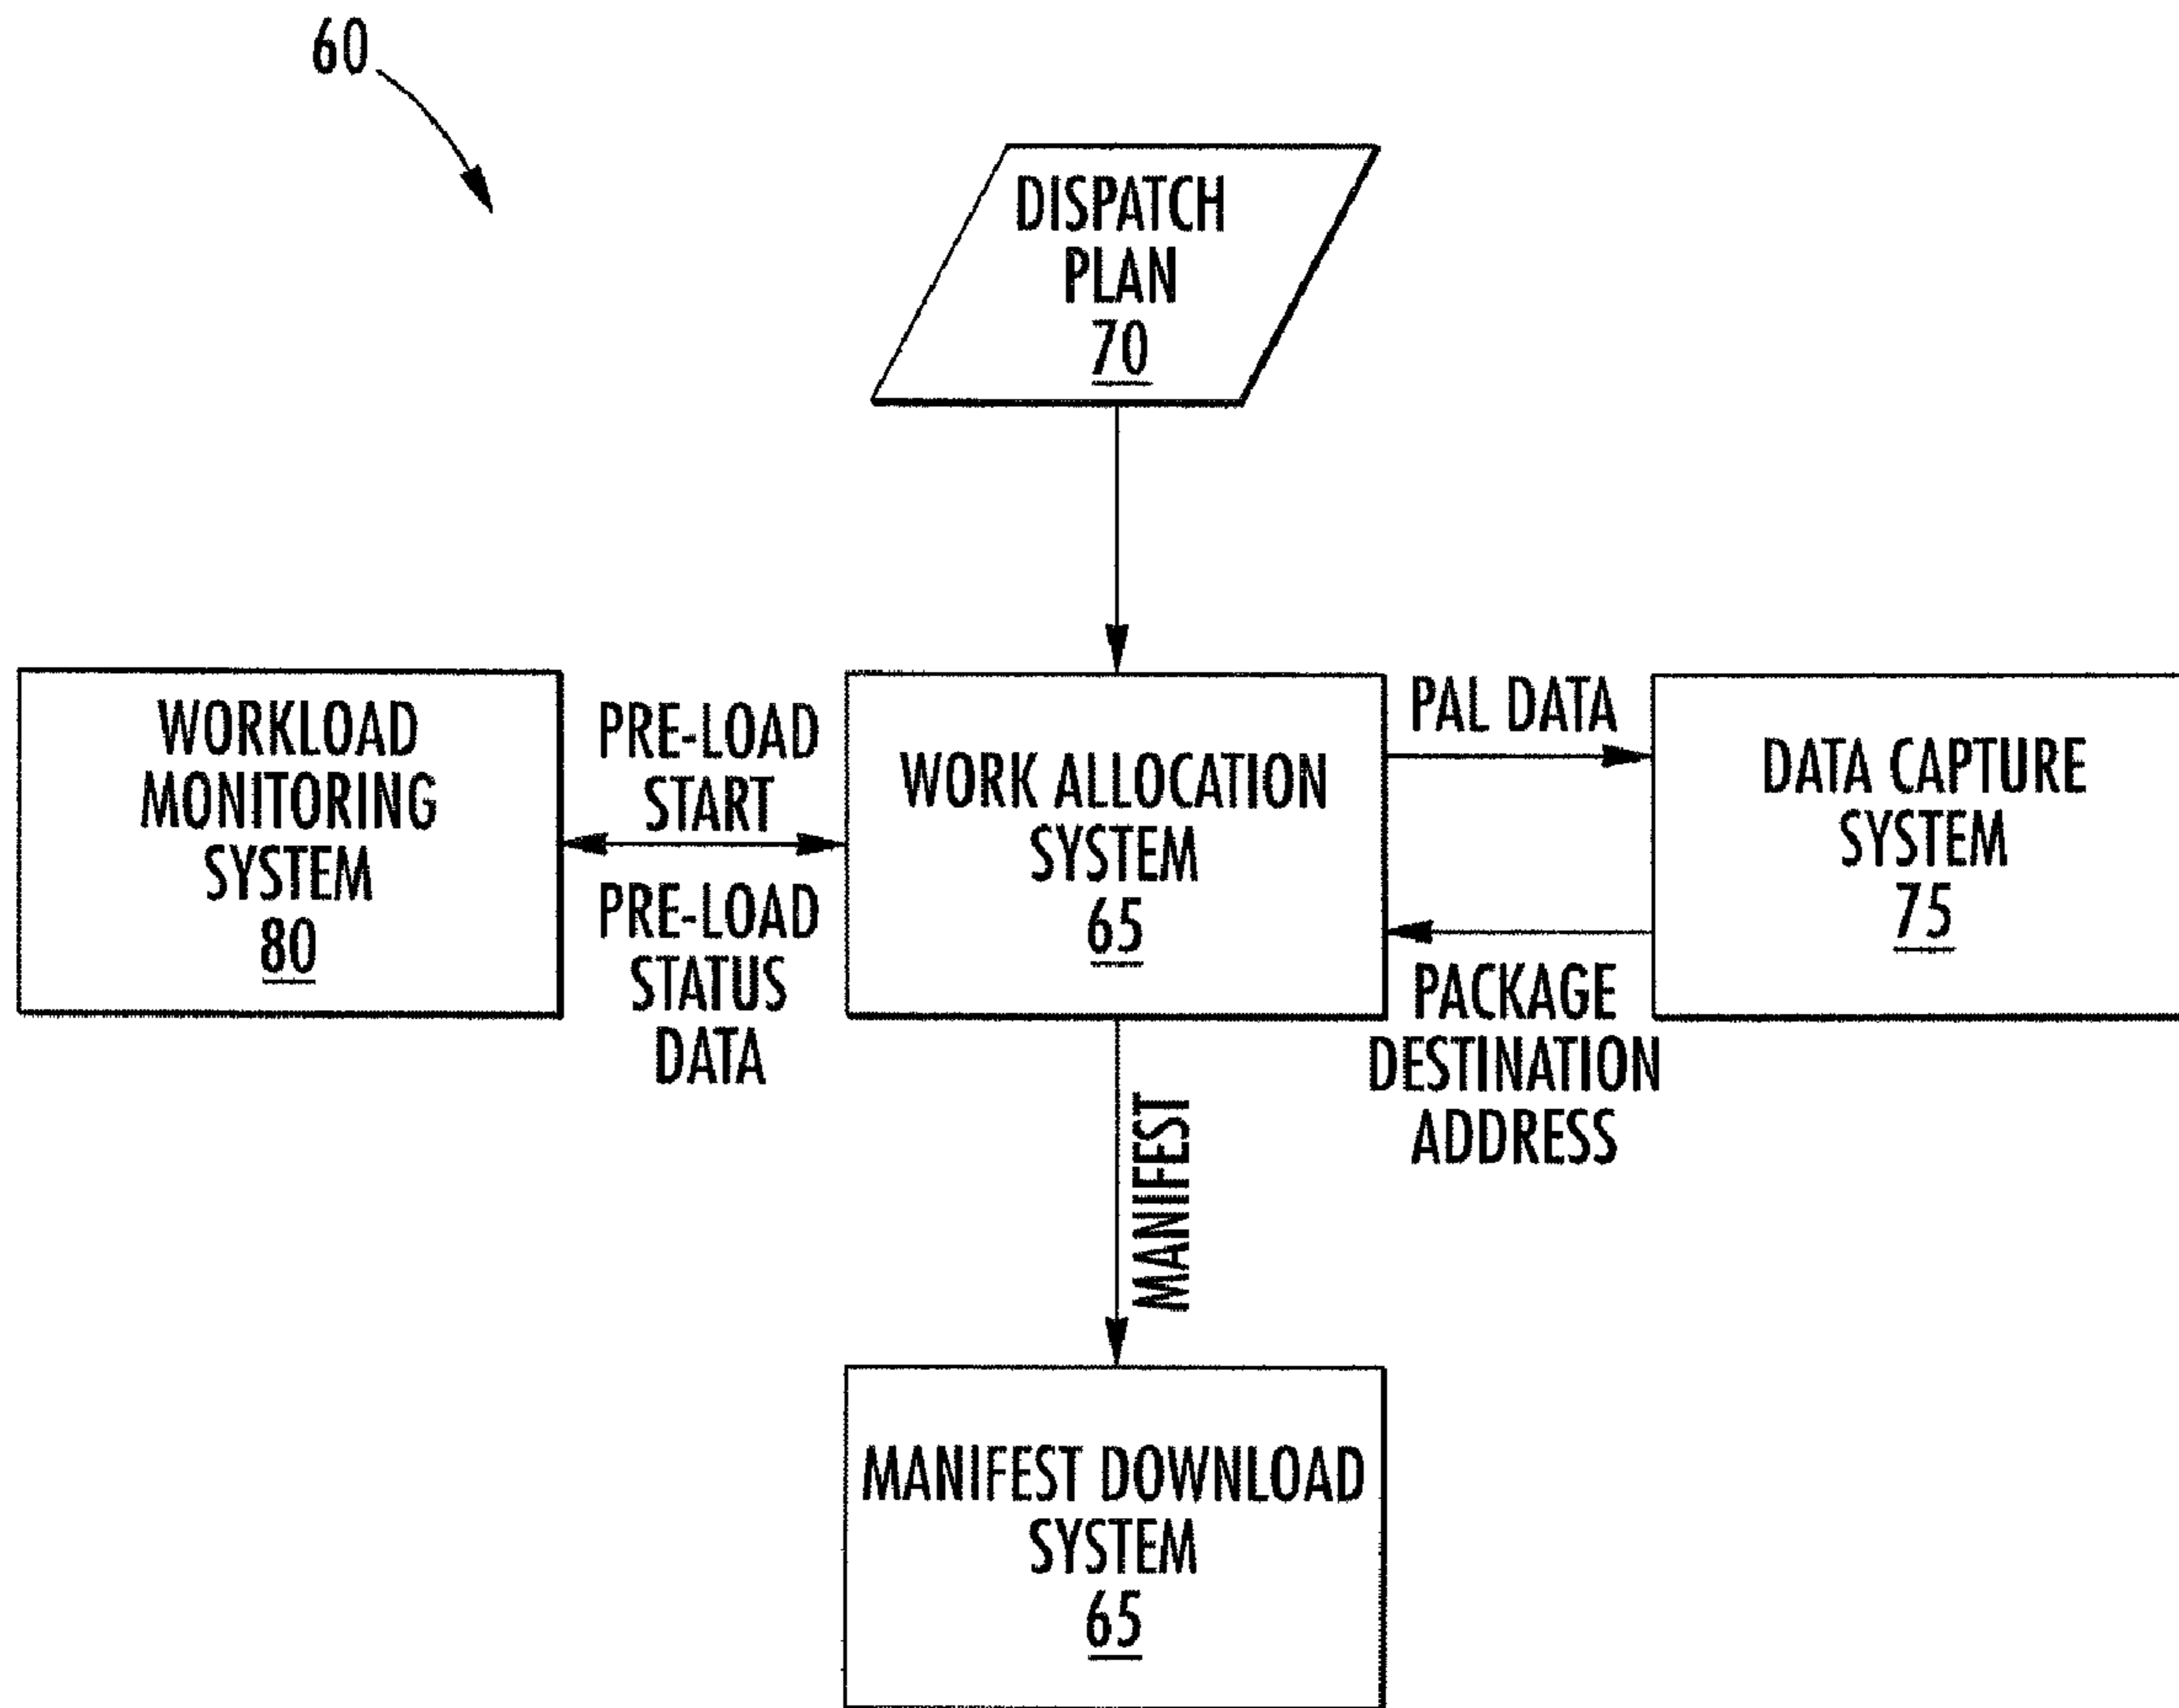 60
DISPATCH
PLAN
70
WORKLOAD
MONITORING
SYSTEM
80
PRE-LOAD
START
PRE-LOAD
STATUS
DATA
WORK ALLOCATION
SYSTEM
65
PAL DATA
PACKAGE
DESTINATION
ADDRESS
DATA CAPTURE
SYSTEM
75
MANIFEST
MANIFEST DOWNLOAD
SYSTEM
65